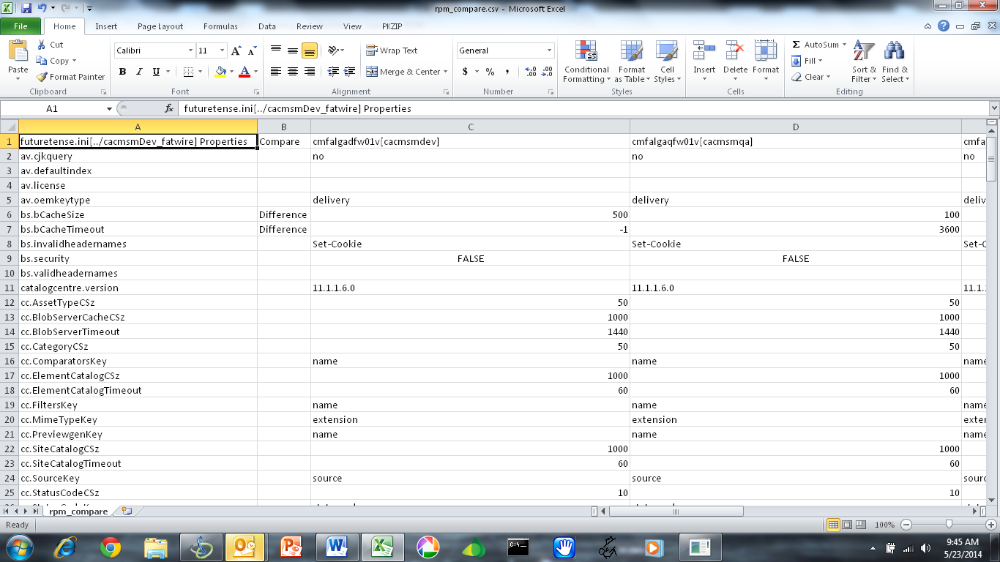 rpm_compare.csv - Microsoft Excel
File Home Insert Page Layout Formulas Data Review View PKZIP
Paste Cut Copy Format Painter Clipboard
Calibri 11 A A B I U A Font
Wrap Text Merge & Center Alignment
General $ % , Number
Conditional Formatting Format as Table Cell Styles Styles
Insert Delete Format Cells
Σ AutoSum Fill Clear Sort & Filter Find & Select Editing
A1 fx futuretense.ini[../cacmsmDev_fatwire] Properties
A B C D
1 futuretense.ini[../cacmsmDev_fatwire] Properties Compare cmfalgadfw01v[cacmsmdev] cmfalgaqfw01v[cacmsmqa] cmfa
2 av.cjkquery no no no
3 av.defaultindex
4 av.license
5 av.oemkeytype delivery delivery deliv
6 bs.bCacheSize Difference 500 100
7 bs.bCacheTimeout Difference -1 3600
8 bs.invalidheadernames Set-Cookie Set-Cookie Set-C
9 bs.security FALSE FALSE
10 bs.validheadernames
11 catalogcentre.version 11.1.1.6.0 11.1.1.6.0 11.1.
12 cc.AssetTypeCSz 50 50
13 cc.BlobServerCacheCSz 1000 1000
14 cc.BlobServerTimeout 1440 1440
15 cc.CategoryCSz 50 50
16 cc.ComparatorsKey name name name
17 cc.ElementCatalogCSz 1000 1000
18 cc.ElementCatalogTimeout 60 60
19 cc.FiltersKey name name name
20 cc.MimeTypeKey extension extension exter
21 cc.PreviewgenKey name name name
22 cc.SiteCatalogCSz 1000 1000
23 cc.SiteCatalogTimeout 60 60
24 cc.SourceKey source source sourc
25 cc.StatusCodeCSz 10 10
rpm_compare
Ready 100%
9:45 AM
5/23/2014